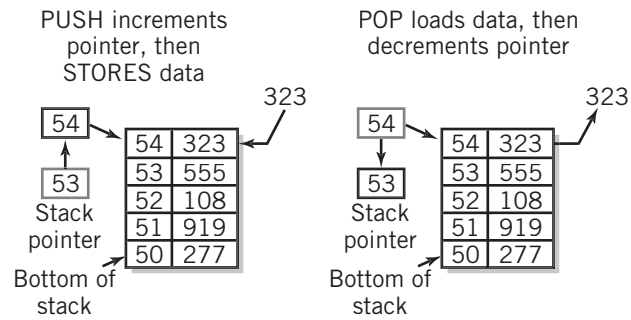 PUSH increments
pointer, then
STORES data
323
54
53
Stack
pointer
Bottom of
stack
54 323
53 555
52 108
51 919
50 277
POP loads data, then
decrements pointer
323
54
53
Stack
pointer
Bottom of
stack
54 323
53 555
52 108
51 919
50 277